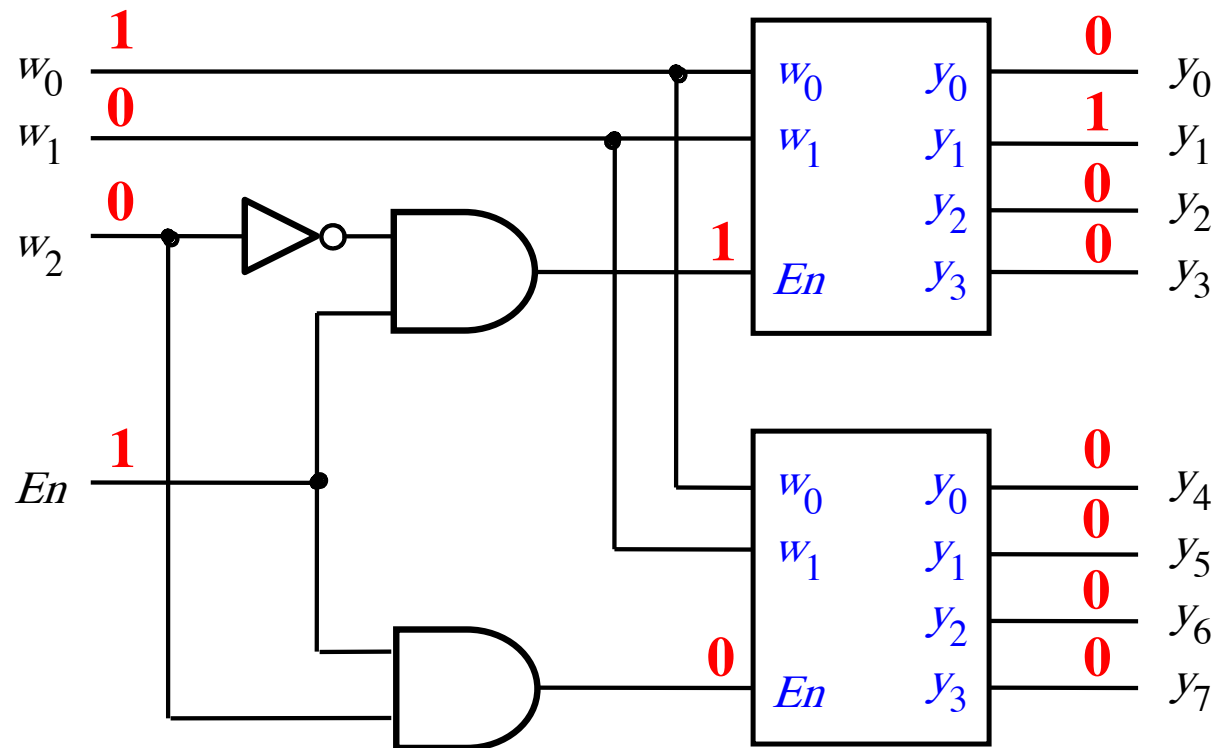 1
w0 w0 y0 0 y0
0
w1 w1 y1 1 y1
0
w2 y2 0 y2
1 En y3 0 y3
1
En w0 y0 0 y4
w1 y1 0 y5
y2 0 y6
0 En y3 0 y7